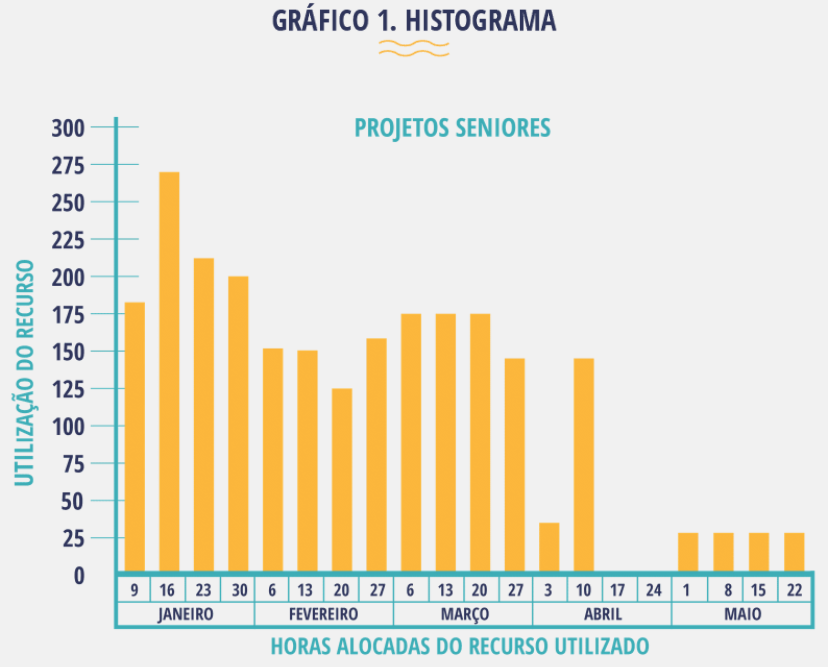 GRÁFICO 1. HISTOGRAMA
PROJETOS SENIORES
UTILIZAÇÃO DO RECURSO
300
275
250
225
200
175
150
125
100
75
50
25
0
9 16 23 30 6 13 20 27 6 13 20 27 3 10 17 24 1 8 15 22
JANEIRO FEVEREIRO MARÇO ABRIL MAIO
HORAS ALOCADAS DO RECURSO UTILIZADO